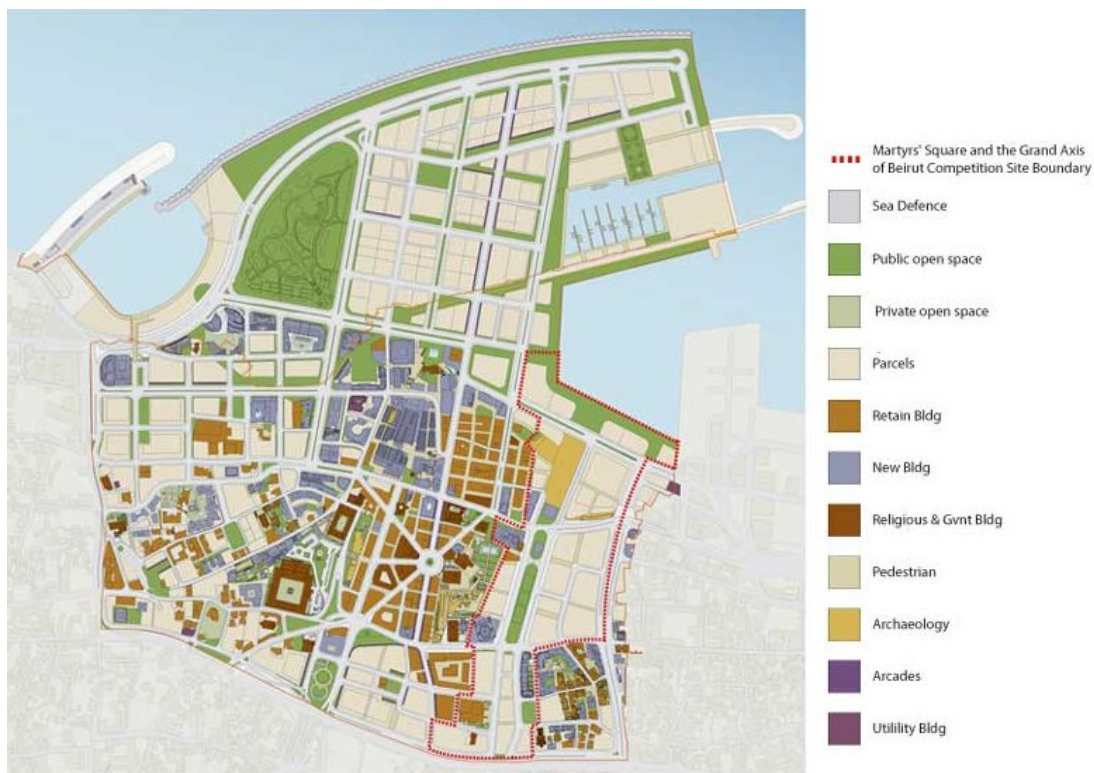 Martyrs' Square and the Grand Axis
of Beirut Competition Site Boundary
Sea Defence
Public open space
Private open space
Parcels
Retain Bldg
New Bldg
Religious & Gvnt Bldg
Pedestrian
Archaeology
Arcades
Utilility Bldg